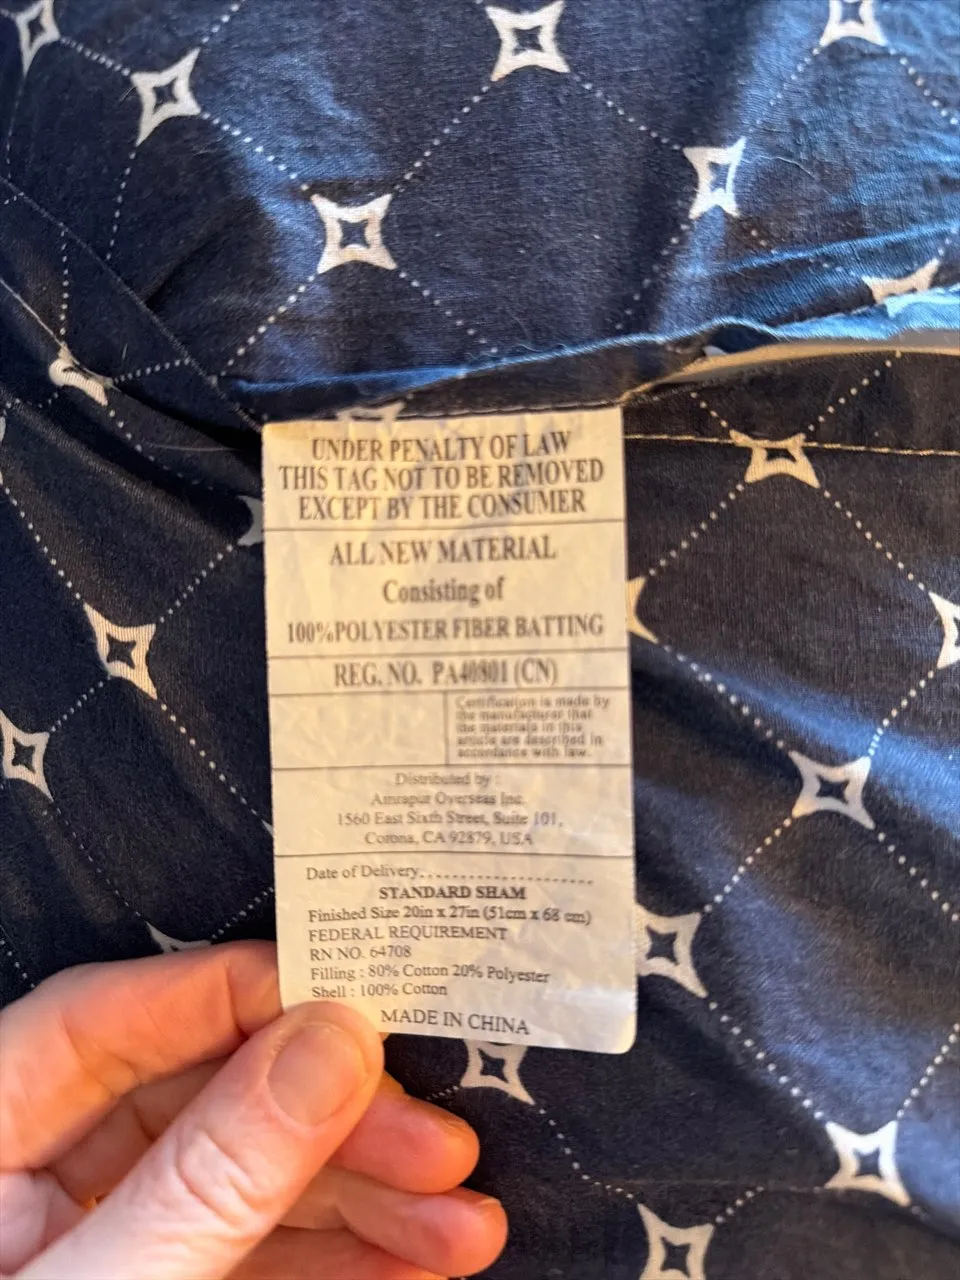 UNDER PENALTY OF LAW
THIS TAG NOT TO BE REMOVED
EXCEPT BY THE CONSUMER
ALL NEW MATERIAL
Consisting of
100%POLYESTER FIBER BATTING
REG. NO. PA40801 (CN)
Certification is made by
the manufacturer that
the materials in this
article are described in
accordance with law.
Distributed by :
Amrapur Overseas Inc.
1560 East Sixth Street, Suite 101,
Corona, CA 92879, USA
Date of Delivery......................
STANDARD SHAM
Finished Size 20in x 27in (51cm x 68 cm)
FEDERAL REQUIREMENT
RN NO. 64708
Filling : 80% Cotton 20% Polyester
Shell : 100% Cotton
MADE IN CHINA